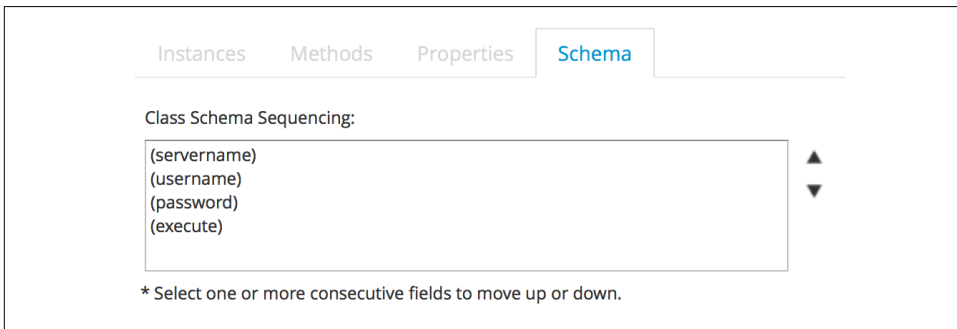 Instances Methods Properties Schema
Class Schema Sequencing:
(servername)
(username)
(password)
(execute)
* Select one or more consecutive fields to move up or down.